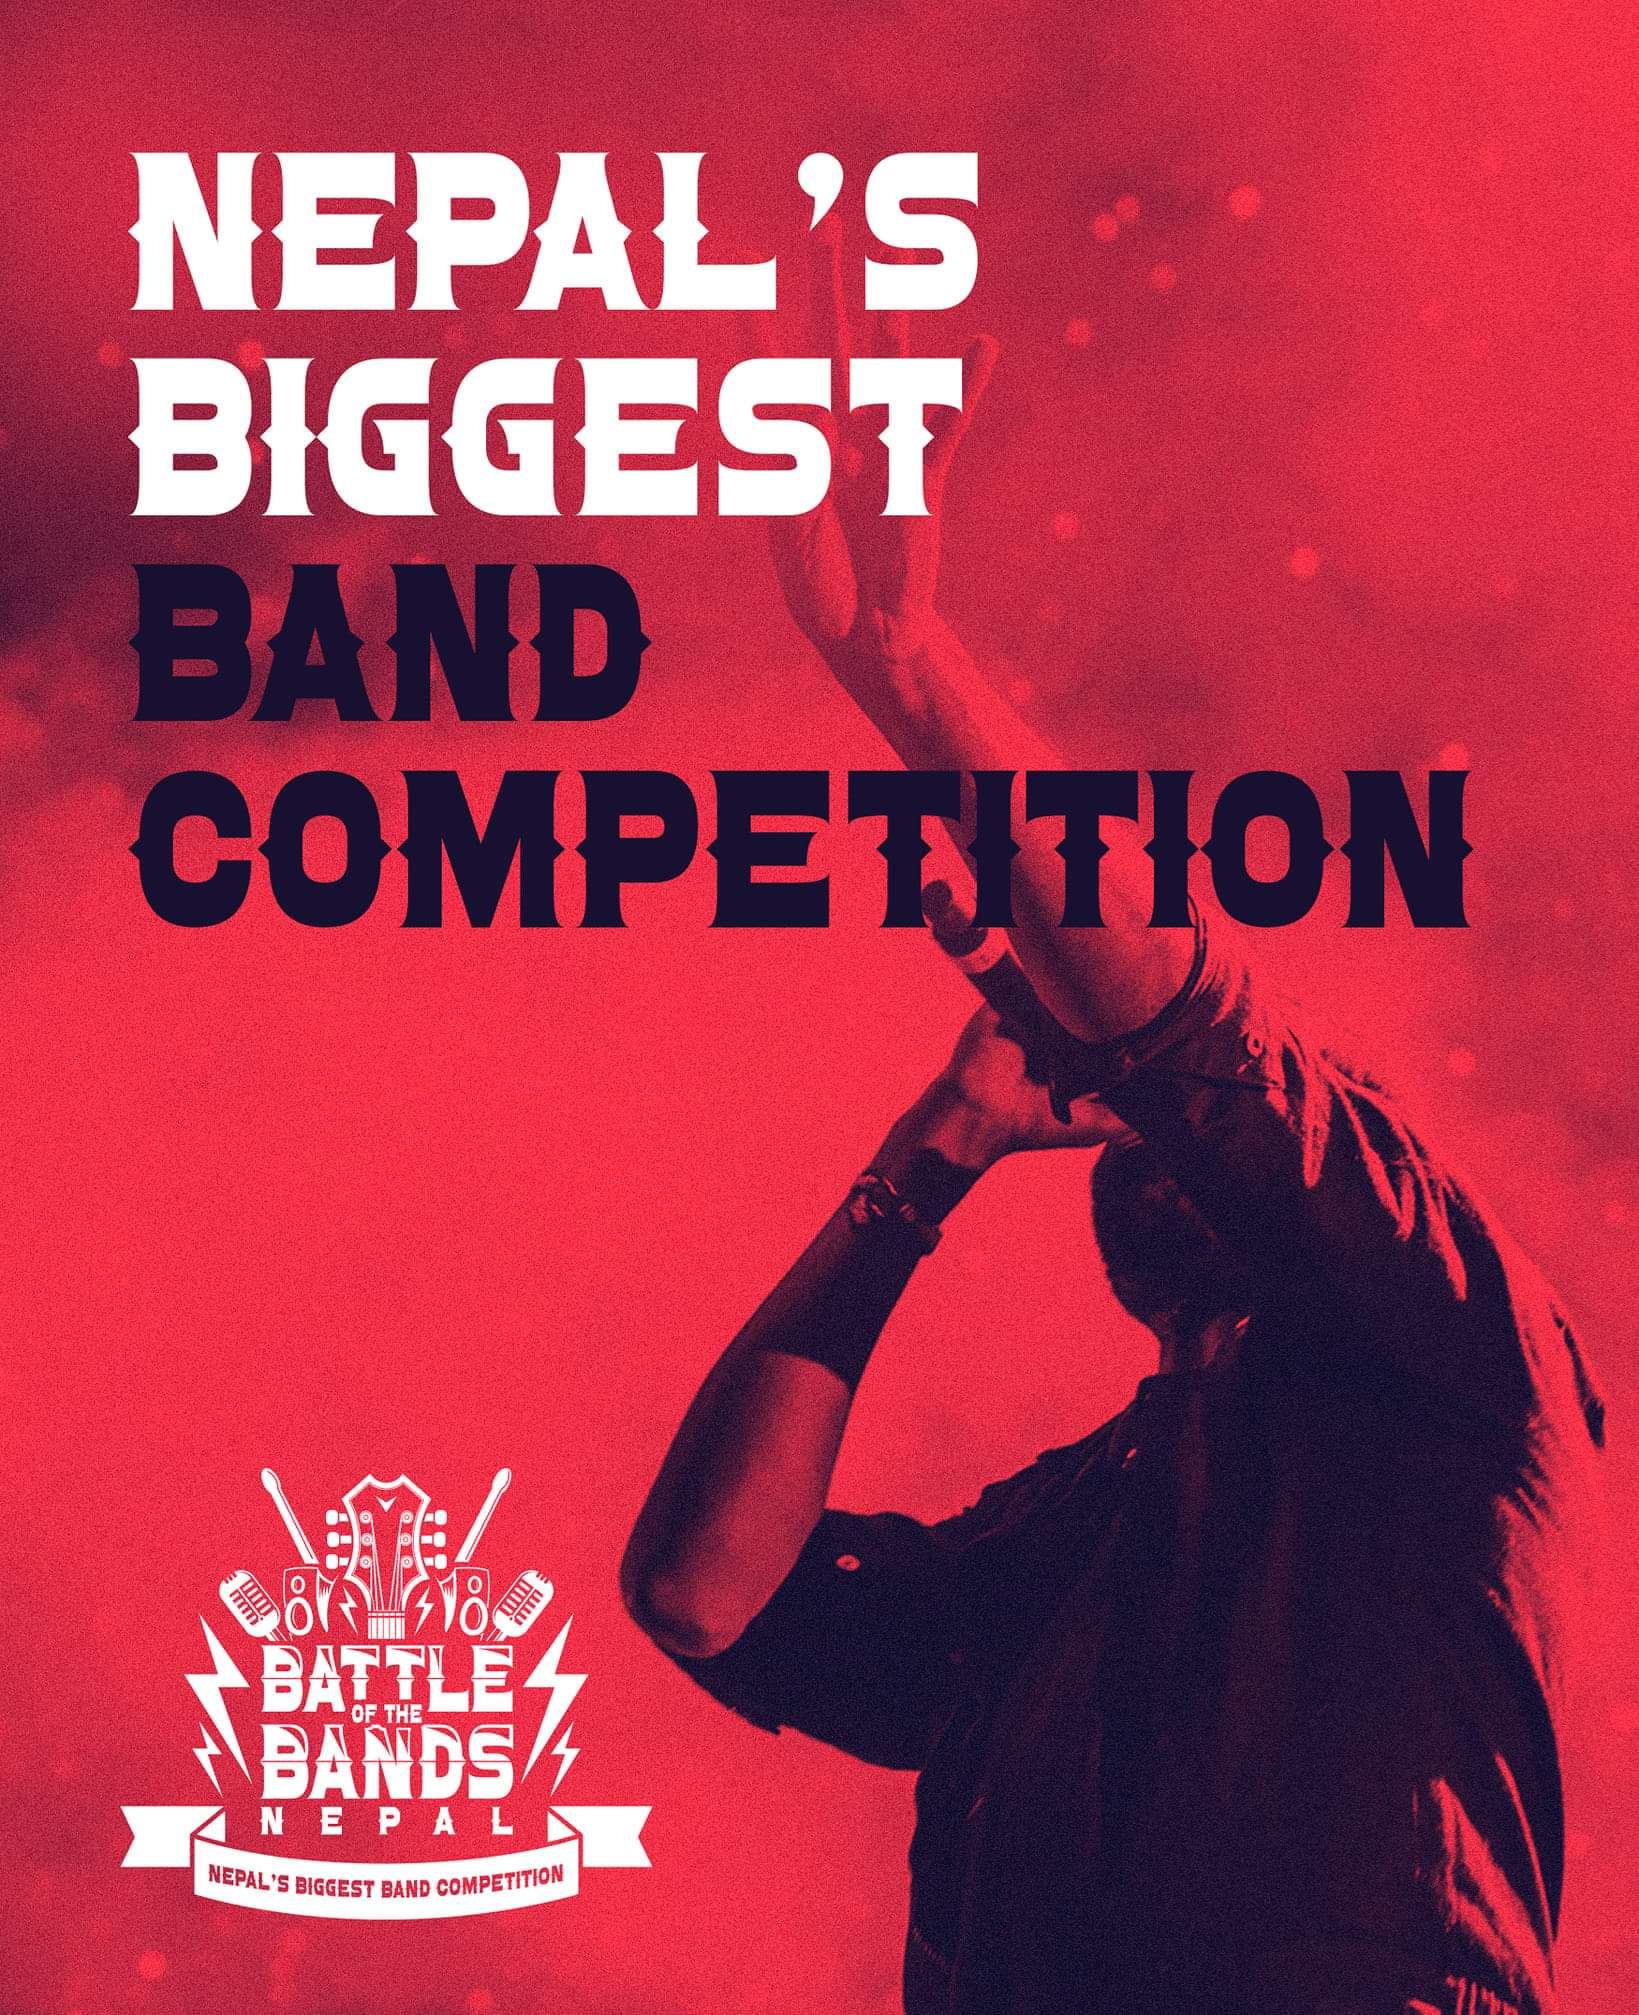 NEPAL'S
BIGGEST
BAND
COMPETITION
BATTLE
OF THE
BANDS
NEPAL
NEPAL'S BIGGEST BAND COMPETITION